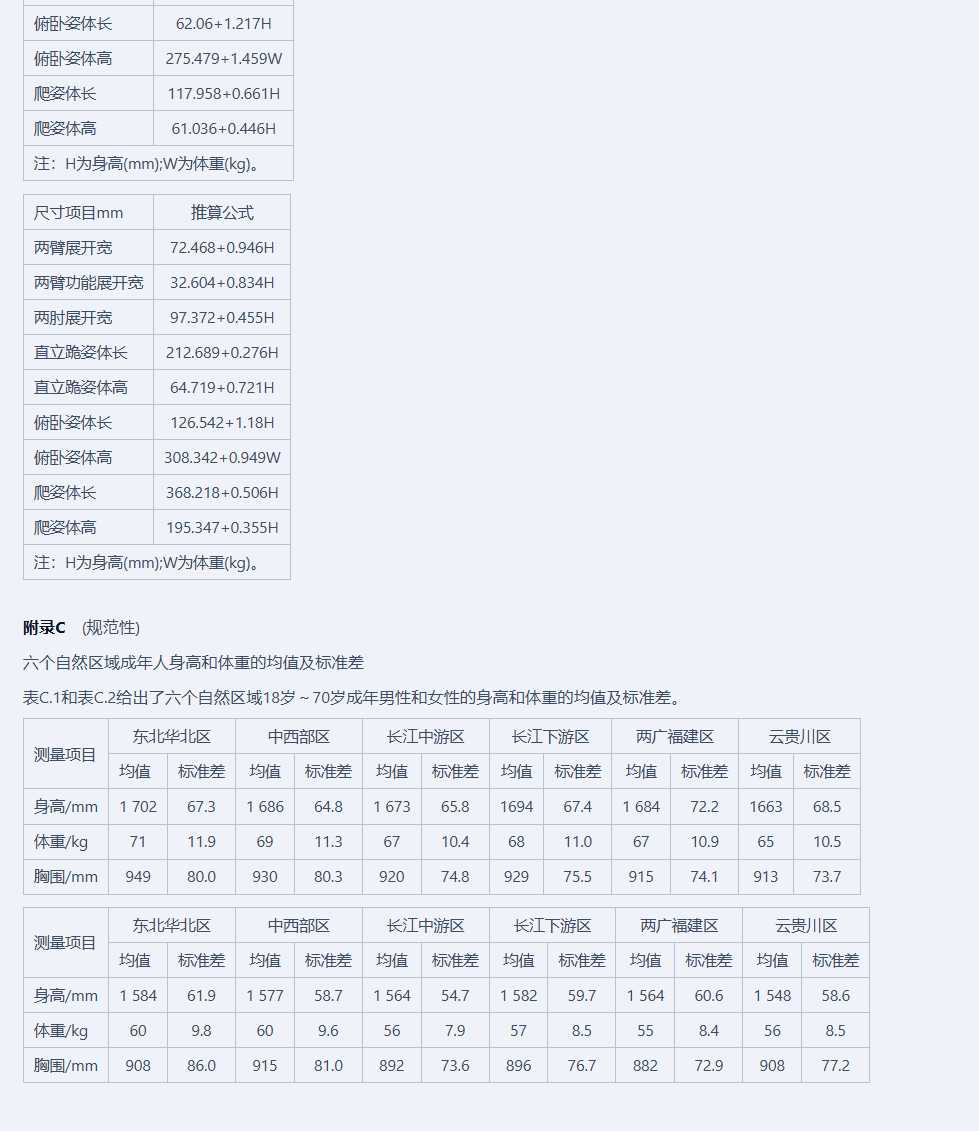 俯卧姿体长 62.06+1.217H
俯卧姿体高 275.479+1.459W
爬姿体长 117.958+0.661H
爬姿体高 61.036+0.446H
注：H为身高(mm);W为体重(kg)。
尺寸项目mm 推算公式
两臂展开宽 72.468+0.946H
两臂功能展开宽 32.604+0.834H
两肘展开宽 97.372+0.455H
直立跪姿体长 212.689+0.276H
直立跪姿体高 64.719+0.721H
俯卧姿体长 126.542+1.18H
俯卧姿体高 308.342+0.949W
爬姿体长 368.218+0.506H
爬姿体高 195.347+0.355H
注：H为身高(mm);W为体重(kg)。
附录C (规范性)
六个自然区域成年人身高和体重的均值及标准差
表C.1和表C.2给出了六个自然区域18岁～70岁成年男性和女性的身高和体重的均值及标准差。
测量项目 东北华北区 中西部区 长江中游区 长江下游区 两广福建区 云贵川区
均值 标准差 均值 标准差 均值 标准差 均值 标准差 均值 标准差 均值 标准差
身高/mm 1 702 67.3 1 686 64.8 1 673 65.8 1694 67.4 1 684 72.2 1663 68.5
体重/kg 71 11.9 69 11.3 67 10.4 68 11.0 67 10.9 65 10.5
胸围/mm 949 80.0 930 80.3 920 74.8 929 75.5 915 74.1 913 73.7
测量项目 东北华北区 中西部区 长江中游区 长江下游区 两广福建区 云贵川区
均值 标准差 均值 标准差 均值 标准差 均值 标准差 均值 标准差 均值 标准差
身高/mm 1 584 61.9 1 577 58.7 1 564 54.7 1 582 59.7 1 564 60.6 1 548 58.6
体重/kg 60 9.8 60 9.6 56 7.9 57 8.5 55 8.4 56 8.5
胸围/mm 908 86.0 915 81.0 892 73.6 896 76.7 882 72.9 908 77.2